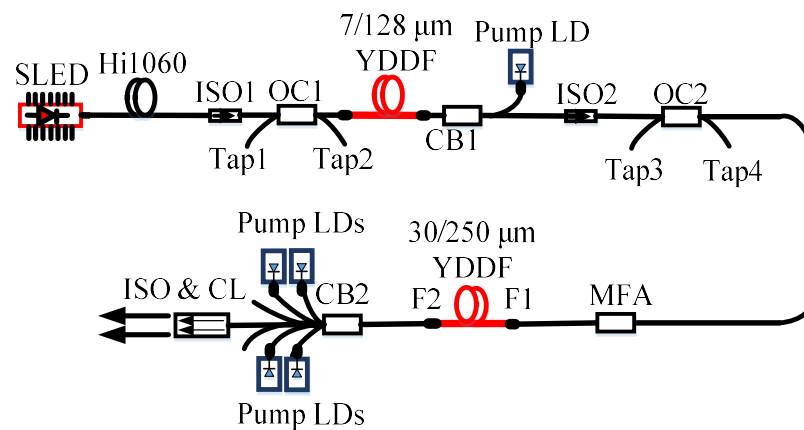 7/128 μm
YDDF
Pump LD
SLED
Hi1060
ISO1
OC1
ISO2
OC2
CB1
Tap1
Tap2
Tap3
Tap4
Pump LDs
30/250 μm
YDDF
ISO & CL
CB2
F2
F1
MFA
Pump LDs